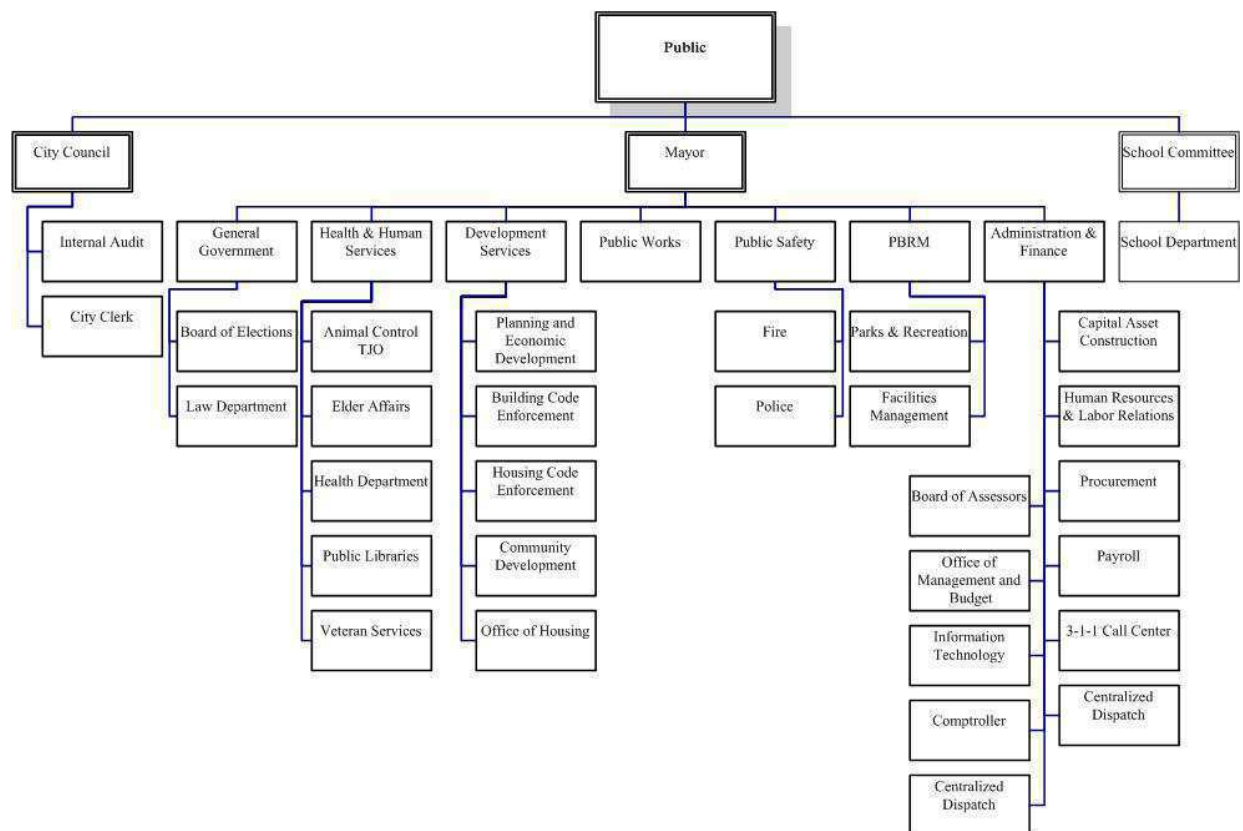 Public
City Council
Mayor
School Committee
Internal Audit
General
Government
Health & Human
Services
Development
Services
Public Works
Public Safety
PBRM
Administration &
Finance
School Department
City Clerk
Board of Elections
Animal Control
TJO
Planning and
Economic
Development
Fire
Parks & Recreation
Capital Asset
Construction
Law Department
Elder Affairs
Building Code
Enforcement
Police
Facilities
Management
Human Resources
& Labor Relations
Health Department
Housing Code
Enforcement
Board of Assessors
Procurement
Public Libraries
Community
Development
Office of
Management and
Budget
Payroll
Veteran Services
Office of Housing
Information
Technology
3-1-1 Call Center
Comptroller
Centralized
Dispatch
Centralized
Dispatch